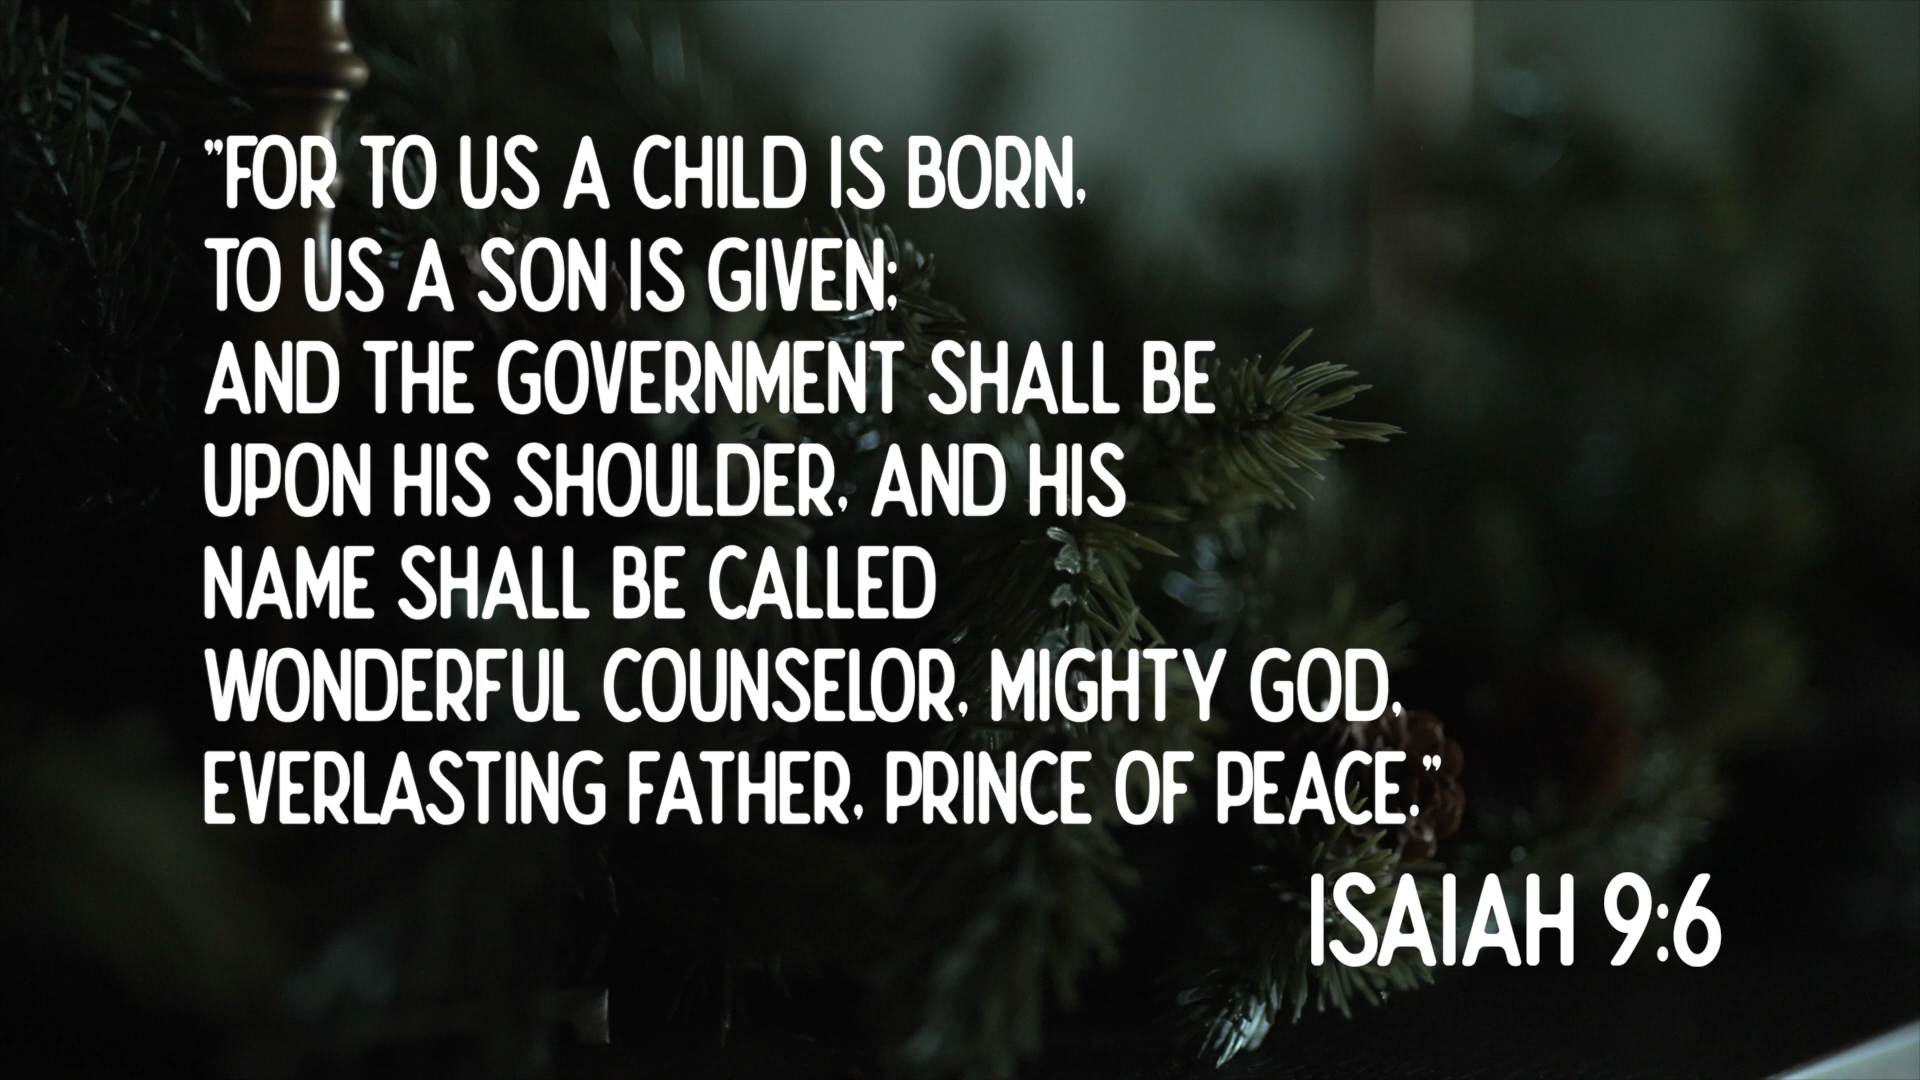 "FOR TO US A CHILD IS BORN,
TO US A SON IS GIVEN;
AND THE GOVERNMENT SHALL BE
UPON HIS SHOULDER, AND HIS
NAME SHALL BE CALLED
WONDERFUL COUNSELOR, MIGHTY GOD,
EVERLASTING FATHER, PRINCE OF PEACE."
ISAIAH 9:6